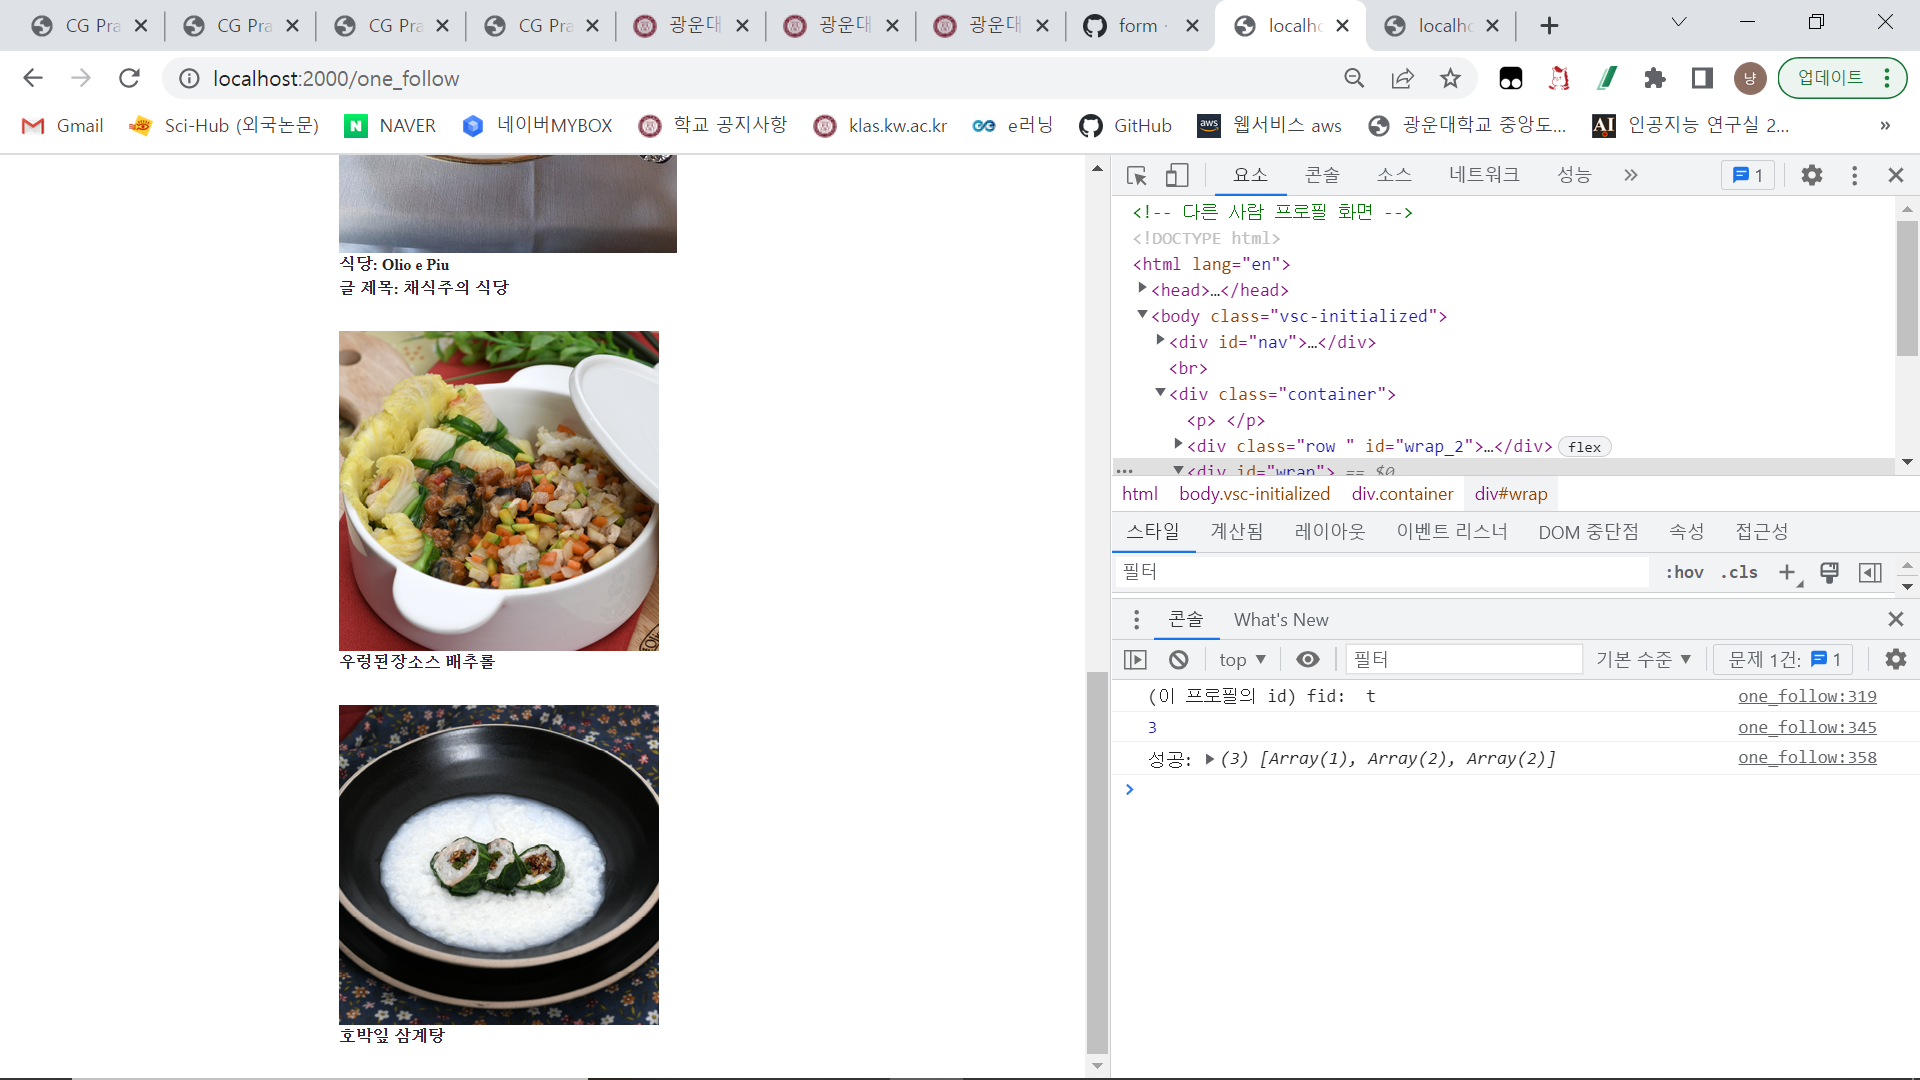 CG Pra
CG Pra
CG Pra
CG Pra
광운대
광운대
광운대
form ·
localho
localho
localhost:2000/one_follow
냥
업데이트
Gmail
Sci-Hub (외국논문)
NAVER
네이버MYBOX
학교 공지사항
klas.kw.ac.kr
e러닝
GitHub
aws
웹서비스 aws
광운대학교 중앙도...
AI
인공지능 연구실 2...
»
식당: Olio e Piu
글 제목: 채식주의 식당
우렁된장소스 배추롤
호박잎 삼계탕
요소
콘솔
소스
네트워크
성능
»
1
<!-- 다른 사람 프로필 화면 -->
<!DOCTYPE html>
<html lang="en">
<head>…</head>
<body class="vsc-initialized">
<div id="nav">…</div>
<br>
<div class="container">
<p> </p>
<div class="row " id="wrap_2">…</div> flex
<div id="wrap"> == $0
html body.vsc-initialized div.container div#wrap
스타일 계산됨 레이아웃 이벤트 리스너 DOM 중단점 속성 접근성
필터 :hov .cls +
콘솔 What's New
top ▼ 필터 기본 수준 ▼ 문제 1건: 1
(이 프로필의 id) fid: t one_follow:319
3 one_follow:345
성공: (3) [Array(1), Array(2), Array(2)] one_follow:358